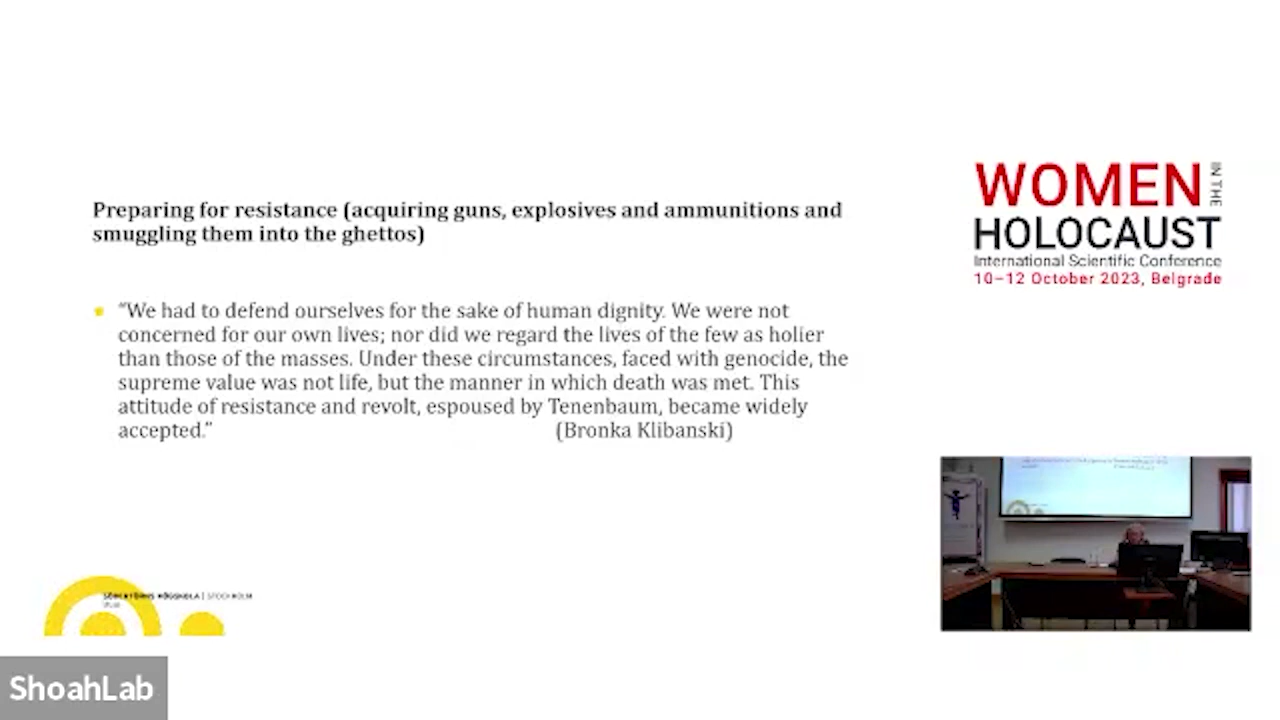 Preparing for resistance (acquiring guns, explosives and ammunitions and
smuggling them into the ghettos)
“We had to defend ourselves for the sake of human dignity. We were not
concerned for our own lives; nor did we regard the lives of the few as holier
than those of the masses. Under these circumstances, faced with genocide, the
supreme value was not life, but the manner in which death was met. This
attitude of resistance and revolt, espoused by Tenenbaum, became widely
accepted.” (Bronka Klibanski)
WOMEN IN THE
HOLOCAUST
International Scientific Conference
10–12 October 2023, Belgrade
SÖDERTÖRNS HÖGSKOLA | STOCKHOLM
ShoahLab